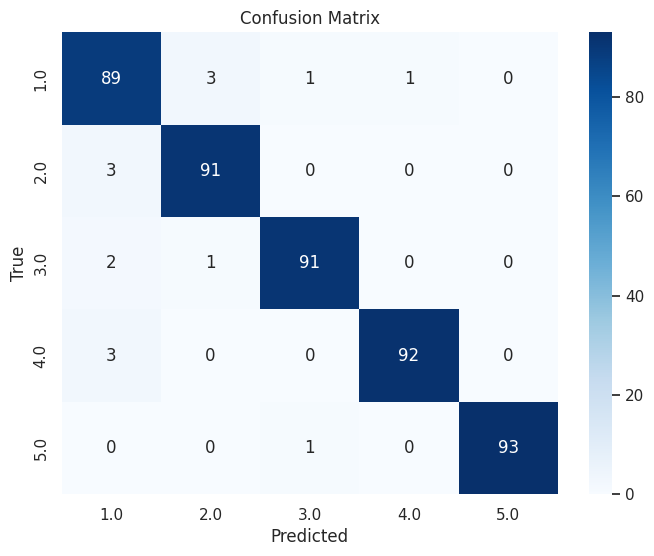 Confusion Matrix
True
1.0 89 3 1 1 0
2.0 3 91 0 0 0
3.0 2 1 91 0 0
4.0 3 0 0 92 0
5.0 0 0 1 0 93
1.0 2.0 3.0 4.0 5.0
Predicted
80
60
40
20
0